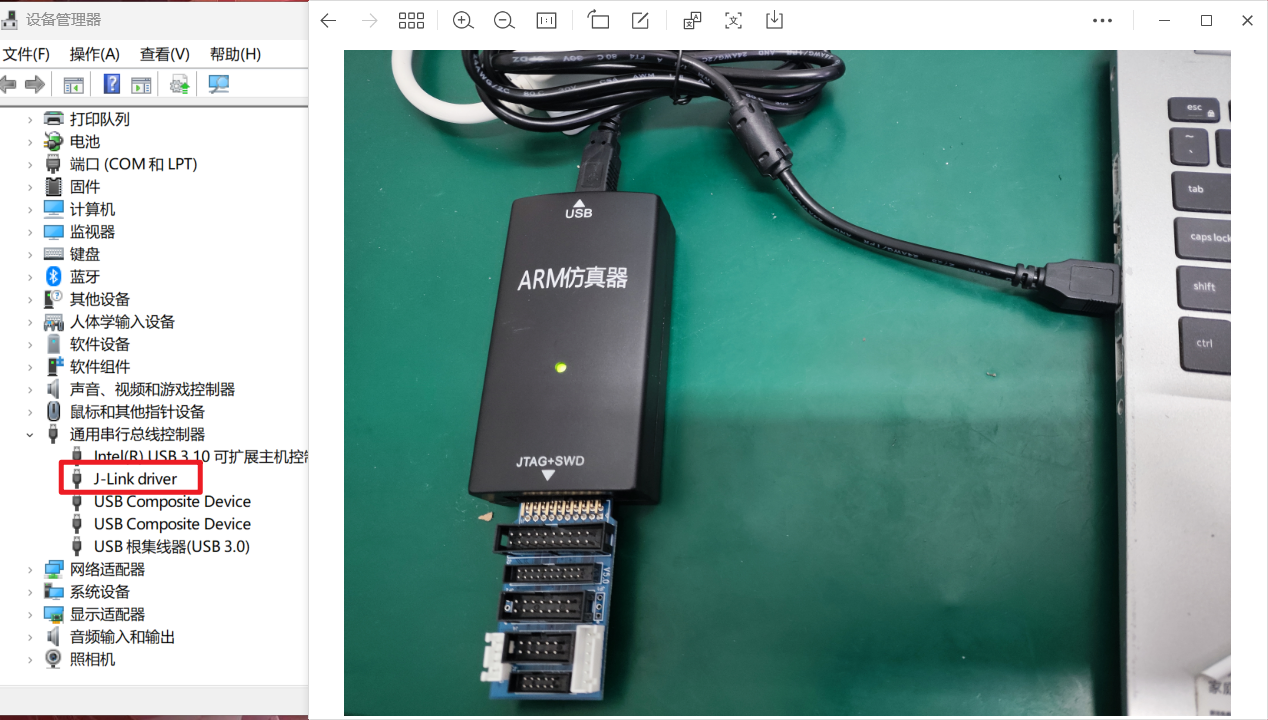 设备管理器
文件(F) 操作(A) 查看(V) 帮助(H)
打印队列
电池
端口 (COM 和 LPT)
固件
计算机
监视器
键盘
蓝牙
其他设备
人体学输入设备
软件设备
软件组件
声音、视频和游戏控制器
鼠标和其他指针设备
通用串行总线控制器
Intel(R) USB 3.10 可扩展主机控
J-Link driver
USB Composite Device
USB Composite Device
USB 根集线器(USB 3.0)
网络适配器
系统设备
显示适配器
音频输入和输出
照相机
USB
ARM仿真器
JTAG+SWD
V5.0
esc
tab
caps lock
shift
ctrl